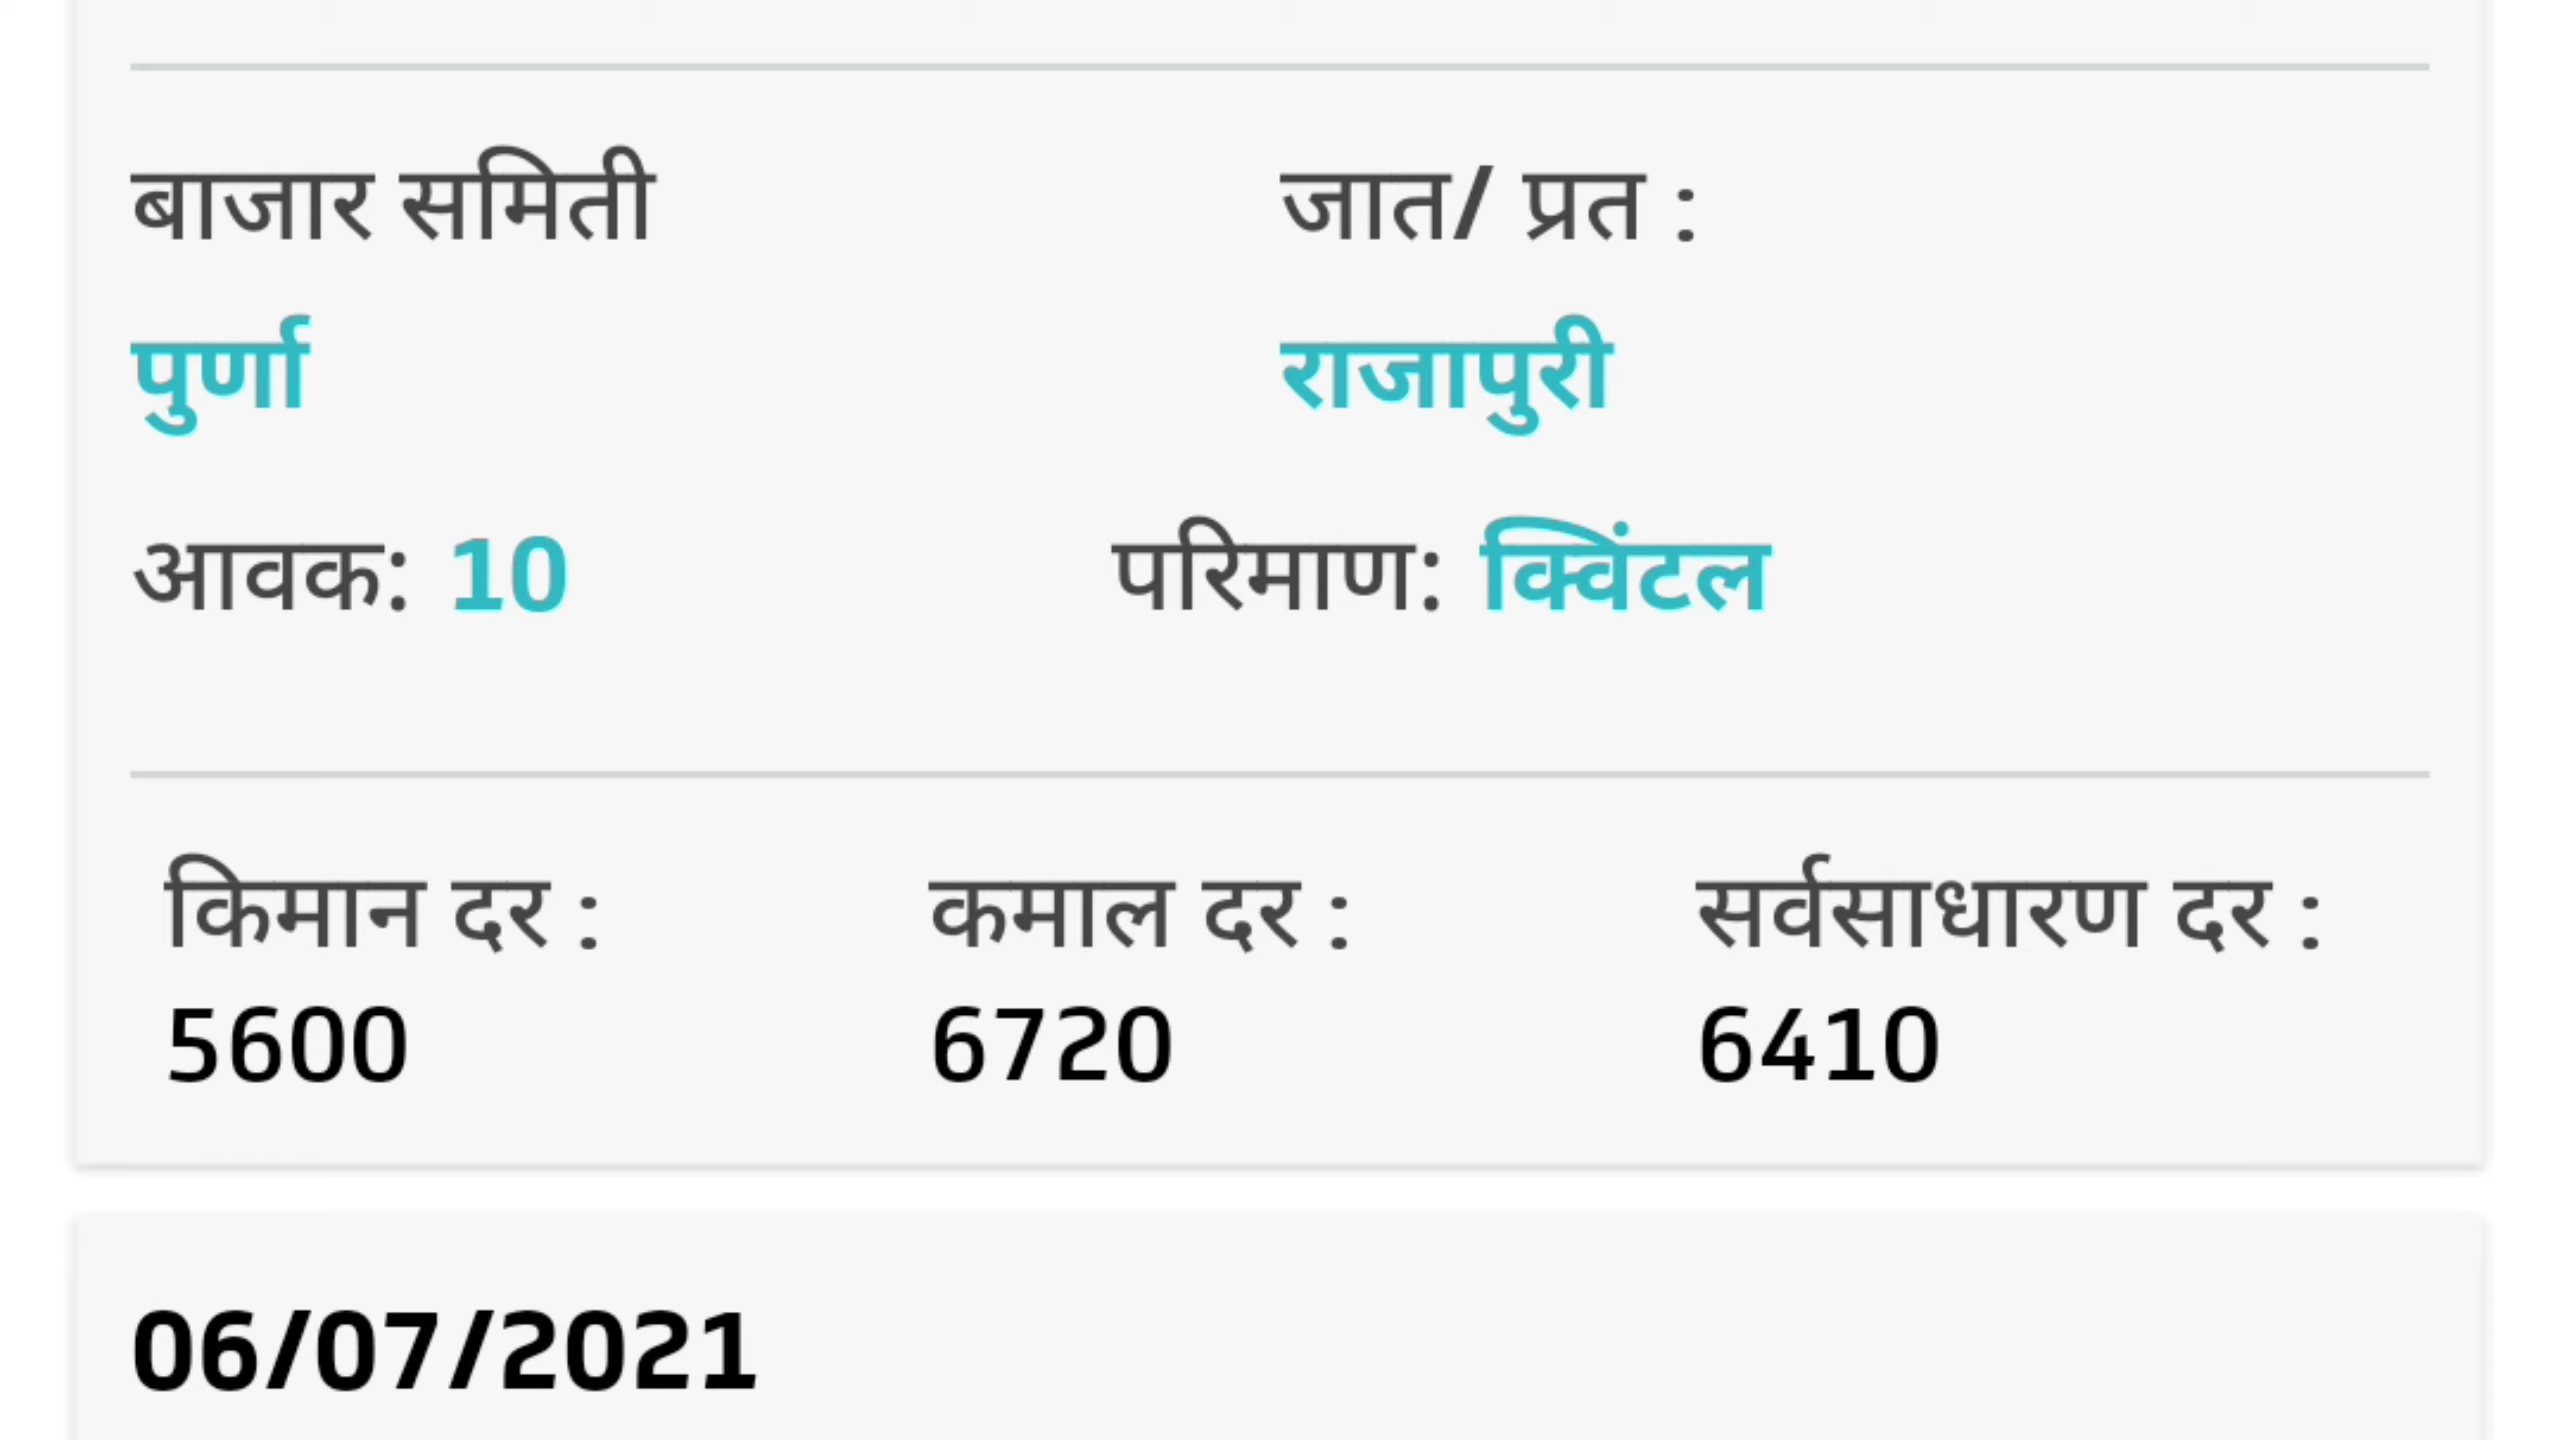 बाजार समिती जात/ प्रत :
पुर्णा राजापुरी
आवक: 10 परिमाण: क्विंटल
किमान दर : कमाल दर : सर्वसाधारण दर :
5600 6720 6410
06/07/2021